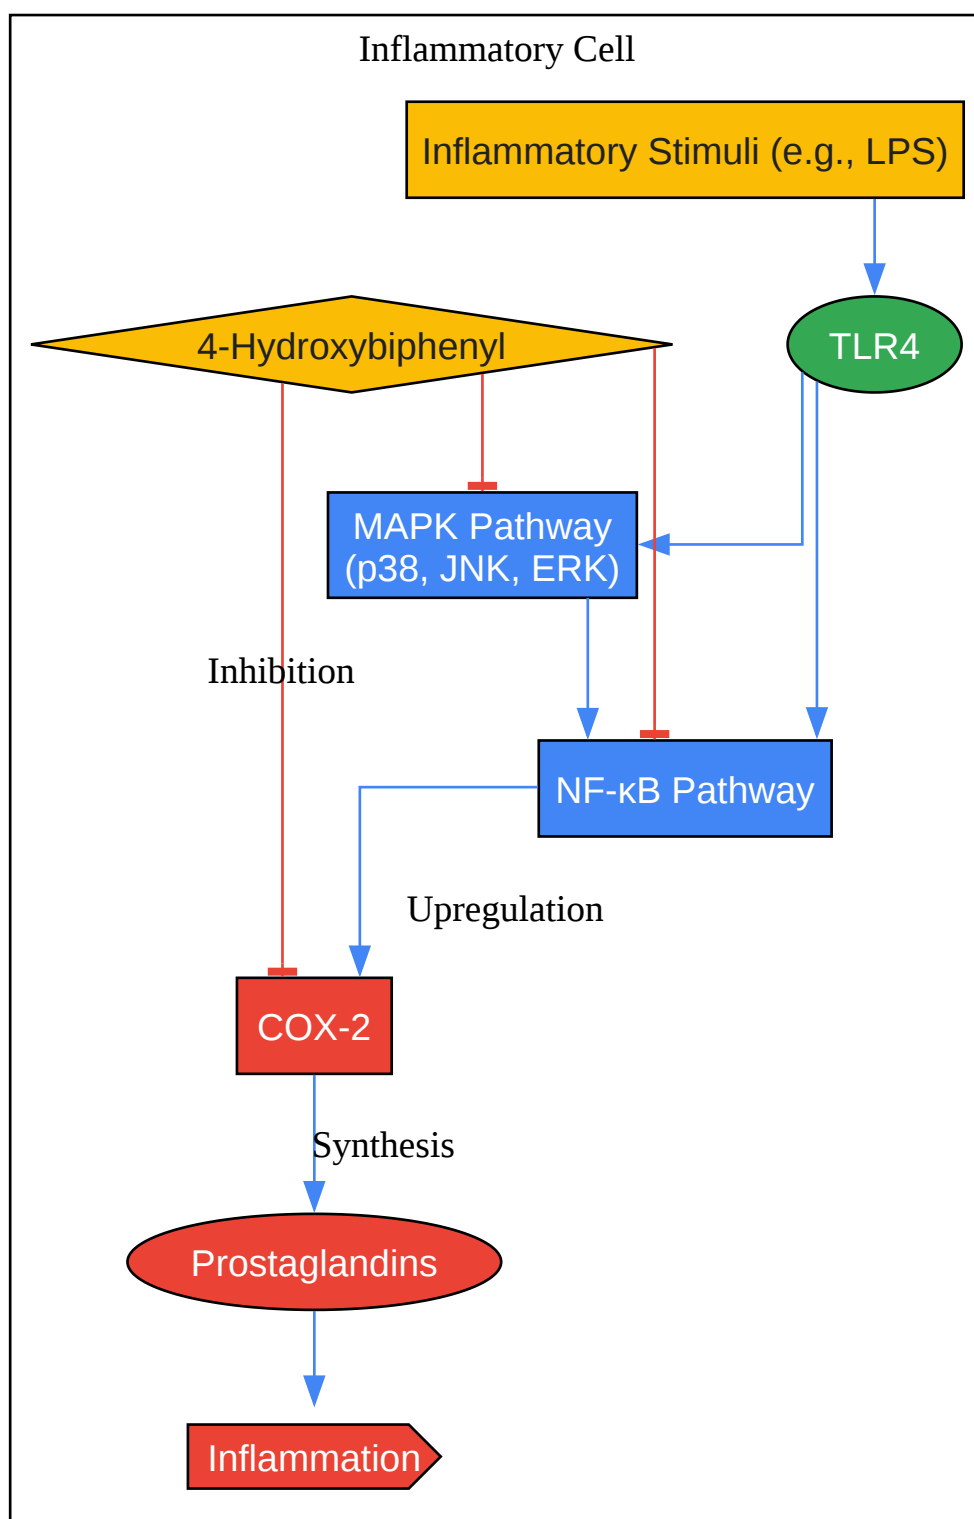 Inflammatory Cell
Inflammatory Stimuli (e.g., LPS)
4-Hydroxybiphenyl
TLR4
MAPK Pathway
(p38, JNK, ERK)
Inhibition
NF-κB Pathway
Upregulation
COX-2
Synthesis
Prostaglandins
Inflammation